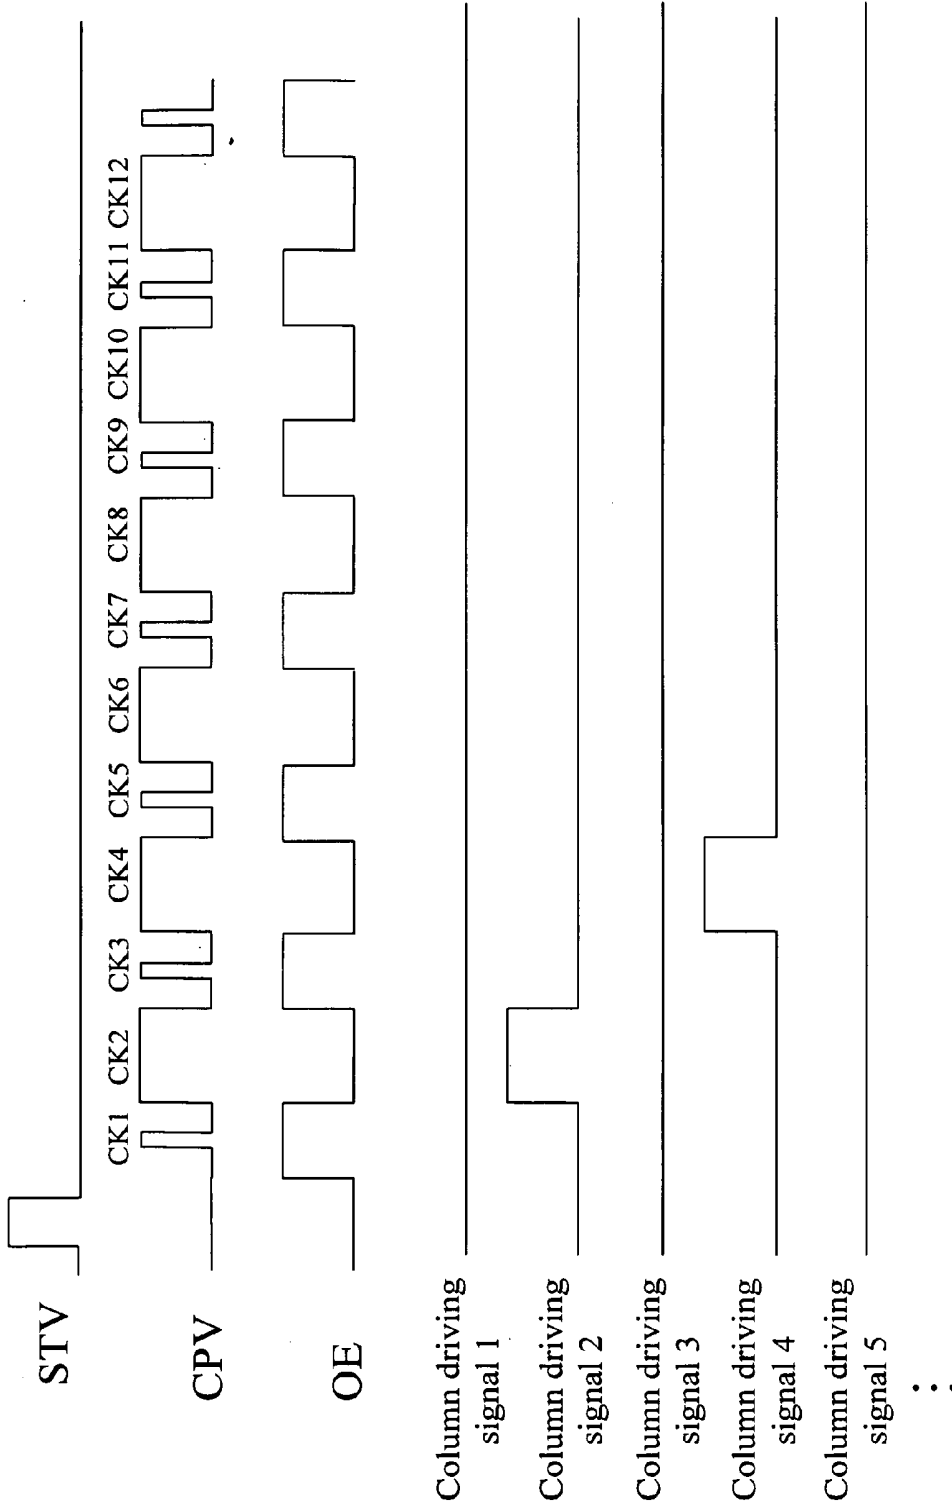 STV
CK1 CK2 CK3 CK4 CK5 CK6 CK7 CK8 CK9 CK10 CK11 CK12
CPV
OE
Column driving
signal 1
Column driving
signal 2
Column driving
signal 3
Column driving
signal 4
Column driving
signal 5
...